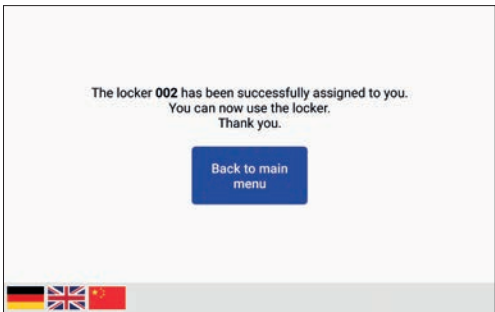 The locker 002 has been successfully assigned to you.
You can now use the locker.
Thank you.
Back to main
menu